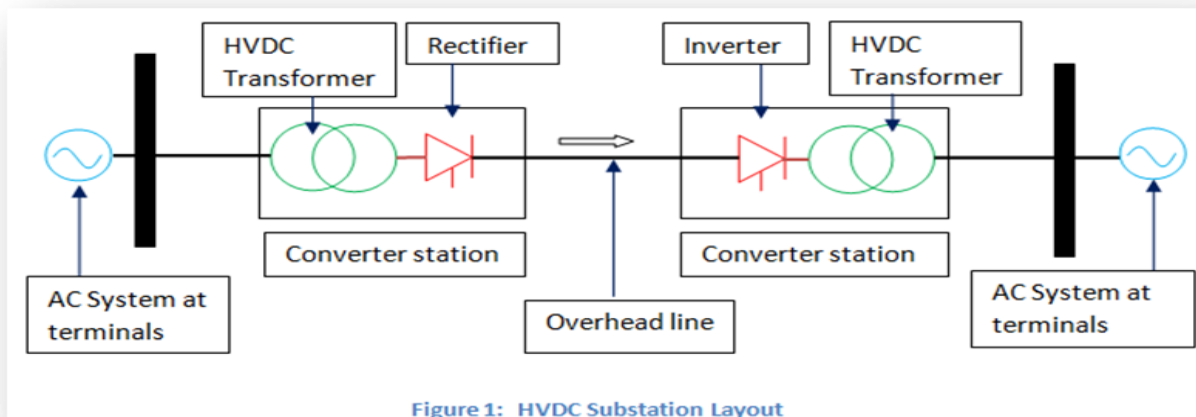 HVDC
Transformer
Rectifier
Inverter
HVDC
Transformer
Converter station
Converter station
AC System at
terminals
Overhead line
AC System at
terminals
Figure 1: HVDC Substation Layout